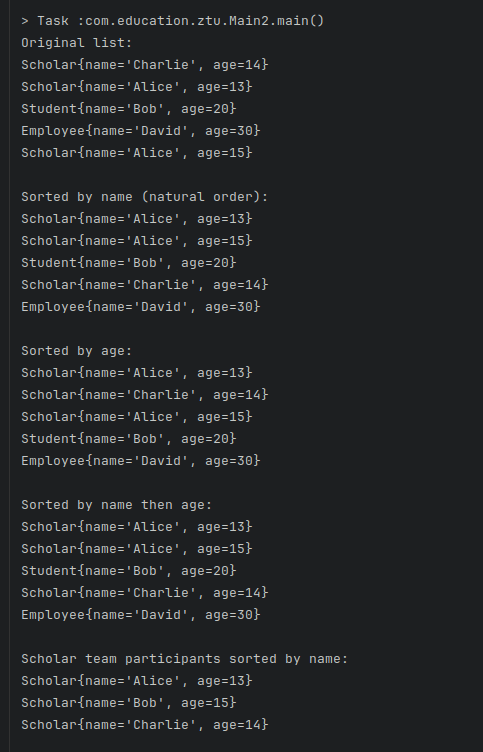 > Task :com.education.ztu.Main2.main()
Original list:
Scholar{name='Charlie', age=14}
Scholar{name='Alice', age=13}
Student{name='Bob', age=20}
Employee{name='David', age=30}
Scholar{name='Alice', age=15}

Sorted by name (natural order):
Scholar{name='Alice', age=13}
Scholar{name='Alice', age=15}
Student{name='Bob', age=20}
Scholar{name='Charlie', age=14}
Employee{name='David', age=30}

Sorted by age:
Scholar{name='Alice', age=13}
Scholar{name='Charlie', age=14}
Scholar{name='Alice', age=15}
Student{name='Bob', age=20}
Employee{name='David', age=30}

Sorted by name then age:
Scholar{name='Alice', age=13}
Scholar{name='Alice', age=15}
Student{name='Bob', age=20}
Scholar{name='Charlie', age=14}
Employee{name='David', age=30}

Scholar team participants sorted by name:
Scholar{name='Alice', age=13}
Scholar{name='Bob', age=15}
Scholar{name='Charlie', age=14}